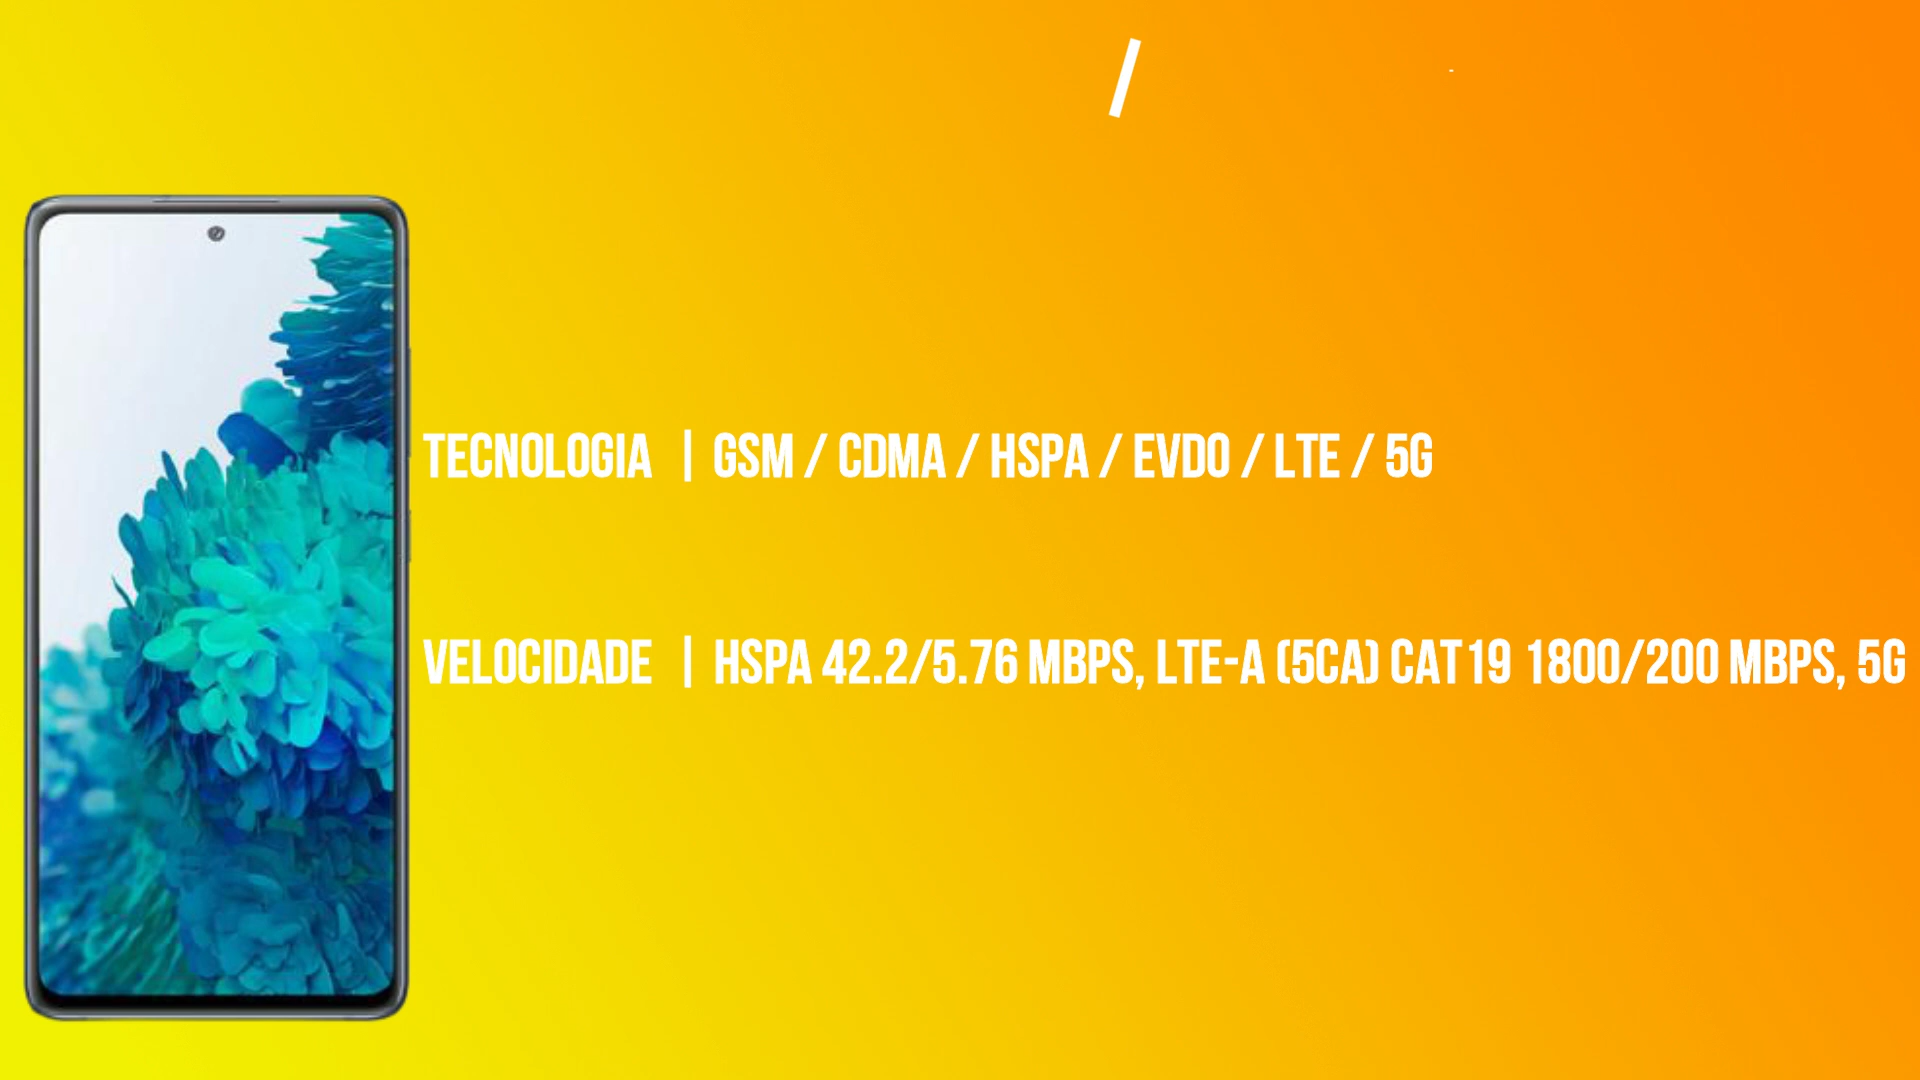 /
TECNOLOGIA | GSM / CDMA / HSPA / EVDO / LTE / 5G
VELOCIDADE | HSPA 42.2/5.76 MBPS, LTE-A (5CA) CAT19 1800/200 MBPS, 5G